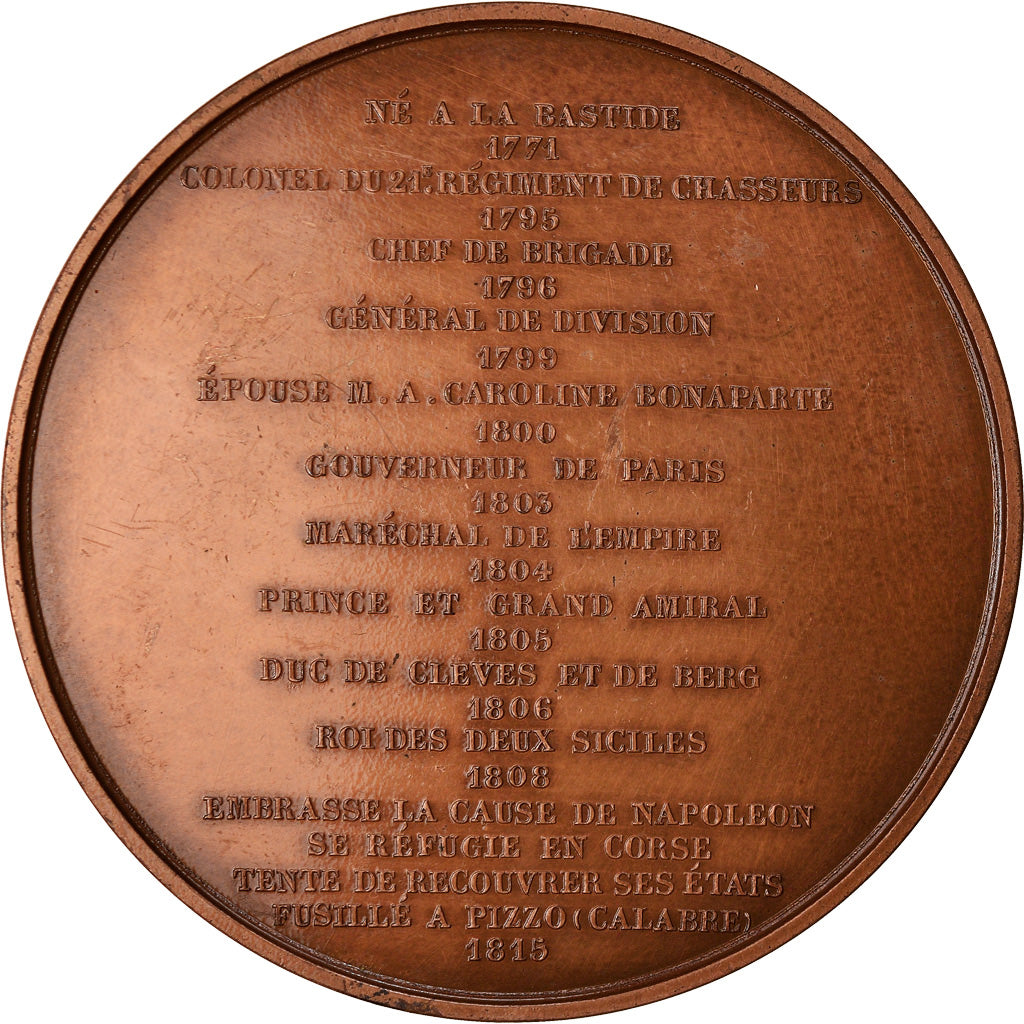 NÉ A LA BASTIDE
1771
COLONEL DU 21E. RÉGIMENT DE CHASSEURS
1795
CHEF DE BRIGADE
1796
GÉNÉRAL DE DIVISION
1799
ÉPOUSE M. A. CAROLINE BONAPARTE
1800
GOUVERNEUR DE PARIS
1803
MARÉCHAL DE L'EMPIRE
1804
PRINCE ET GRAND AMIRAL
1805
DUC DE CLÈVES ET DE BERG
1806
ROI DES DEUX SICILES
1808
EMBRASSE LA CAUSE DE NAPOLEON
SE RÉFUGIE EN CORSE
TENTE DE RECOUVRER SES ÉTATS
FUSILLÉ A PIZZO (CALABRE)
1815